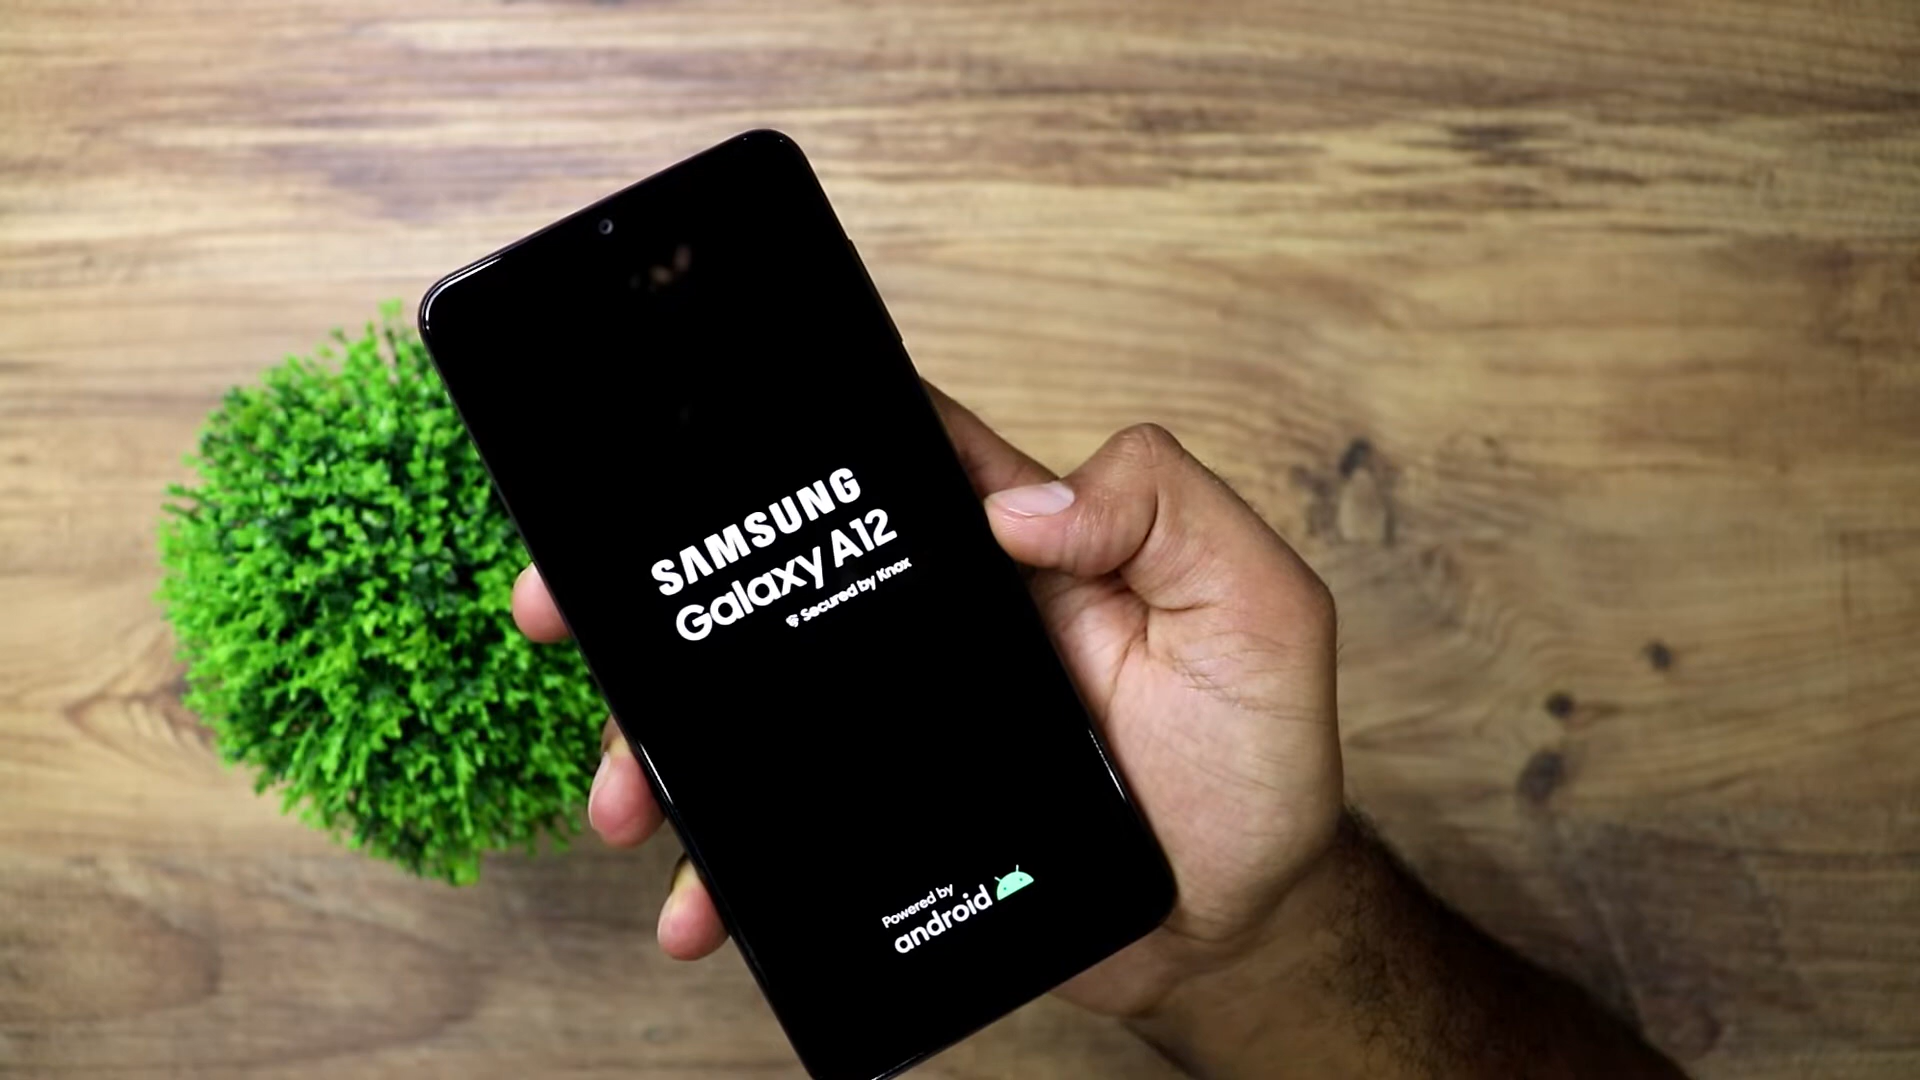 SAMSUNG
Galaxy A12
Secured by Knox
Powered by
android